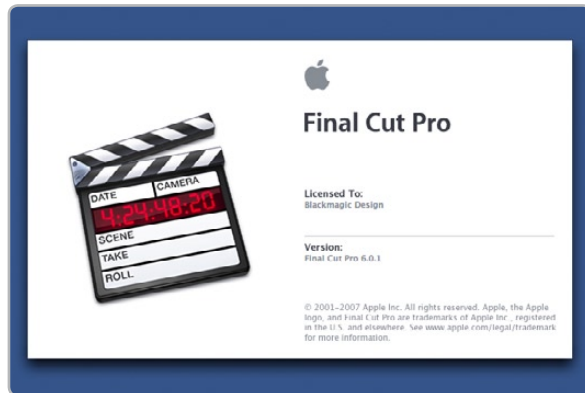 DATE
CAMERA
4:24:48:20
SCENE
TAKE
ROLL
Final Cut Pro
Licensed To:
Blackmagic Design
Version:
Final Cut Pro 6.0.1
© 2001–2007 Apple Inc. All rights reserved. Apple, the Apple
logo, and Final Cut Pro are trademarks of Apple Inc., registered
in the U.S. and elsewhere. See www.apple.com/legal/trademark
for more information.